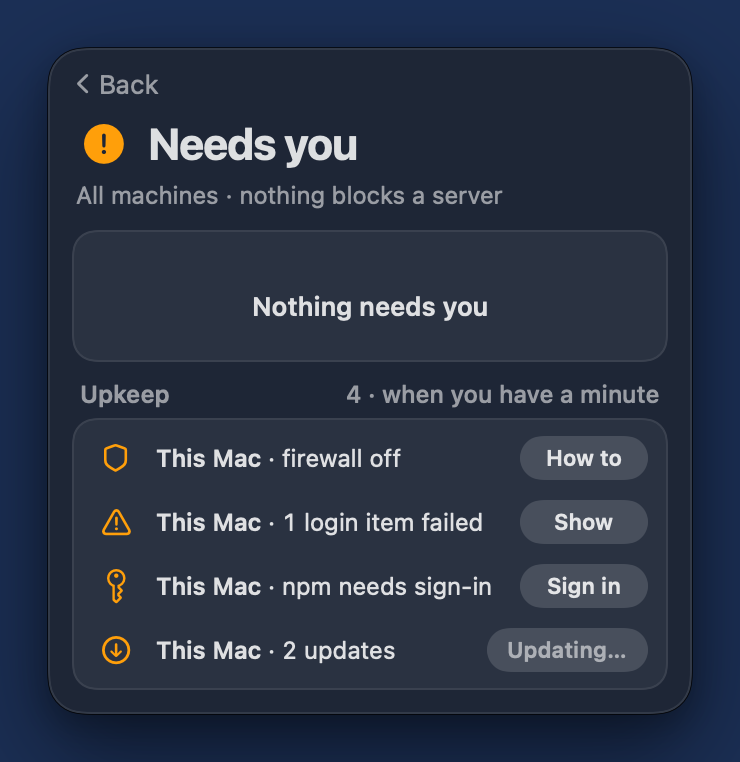 Back
Needs you
All machines · nothing blocks a server
Nothing needs you
Upkeep 4 · when you have a minute
This Mac · firewall off How to
This Mac · 1 login item failed Show
This Mac · npm needs sign-in Sign in
This Mac · 2 updates Updating...